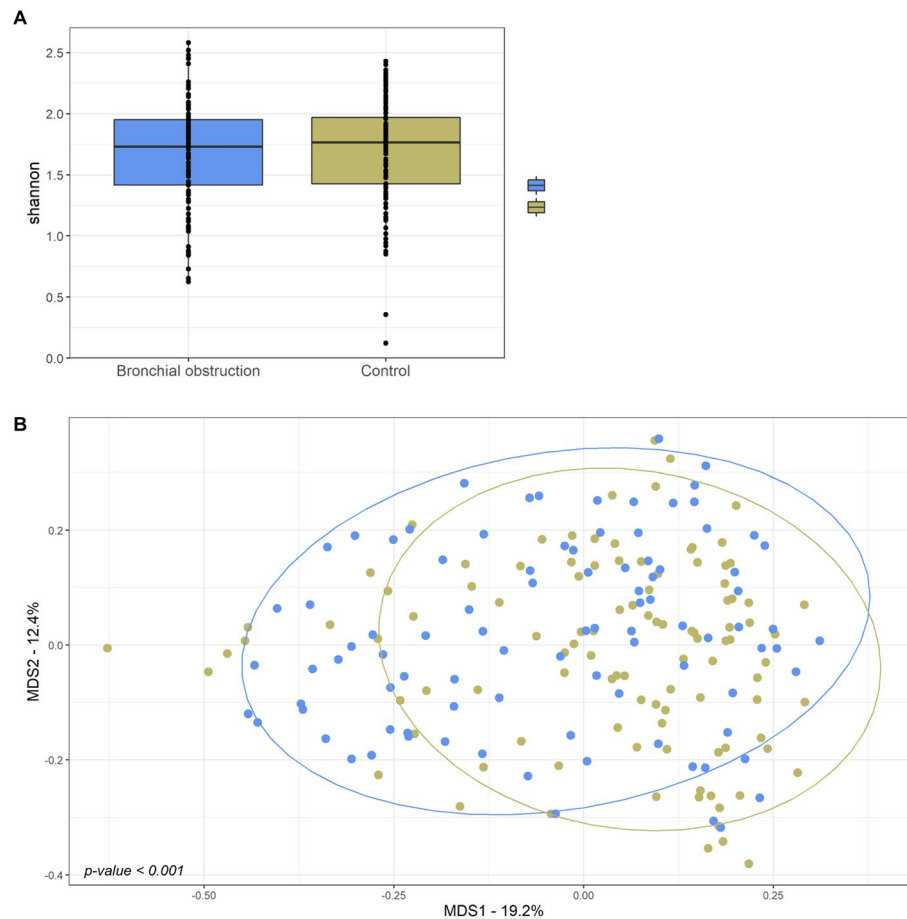 A
2.5
2.0
1.5
1.0
0.5
0.0
shannon
Bronchial obstruction Control
B
0.2
0.0
-0.2
-0.4
MDS2 - 12.4%
p-value < 0.001
-0.50 -0.25 0.00 0.25
MDS1 - 19.2%